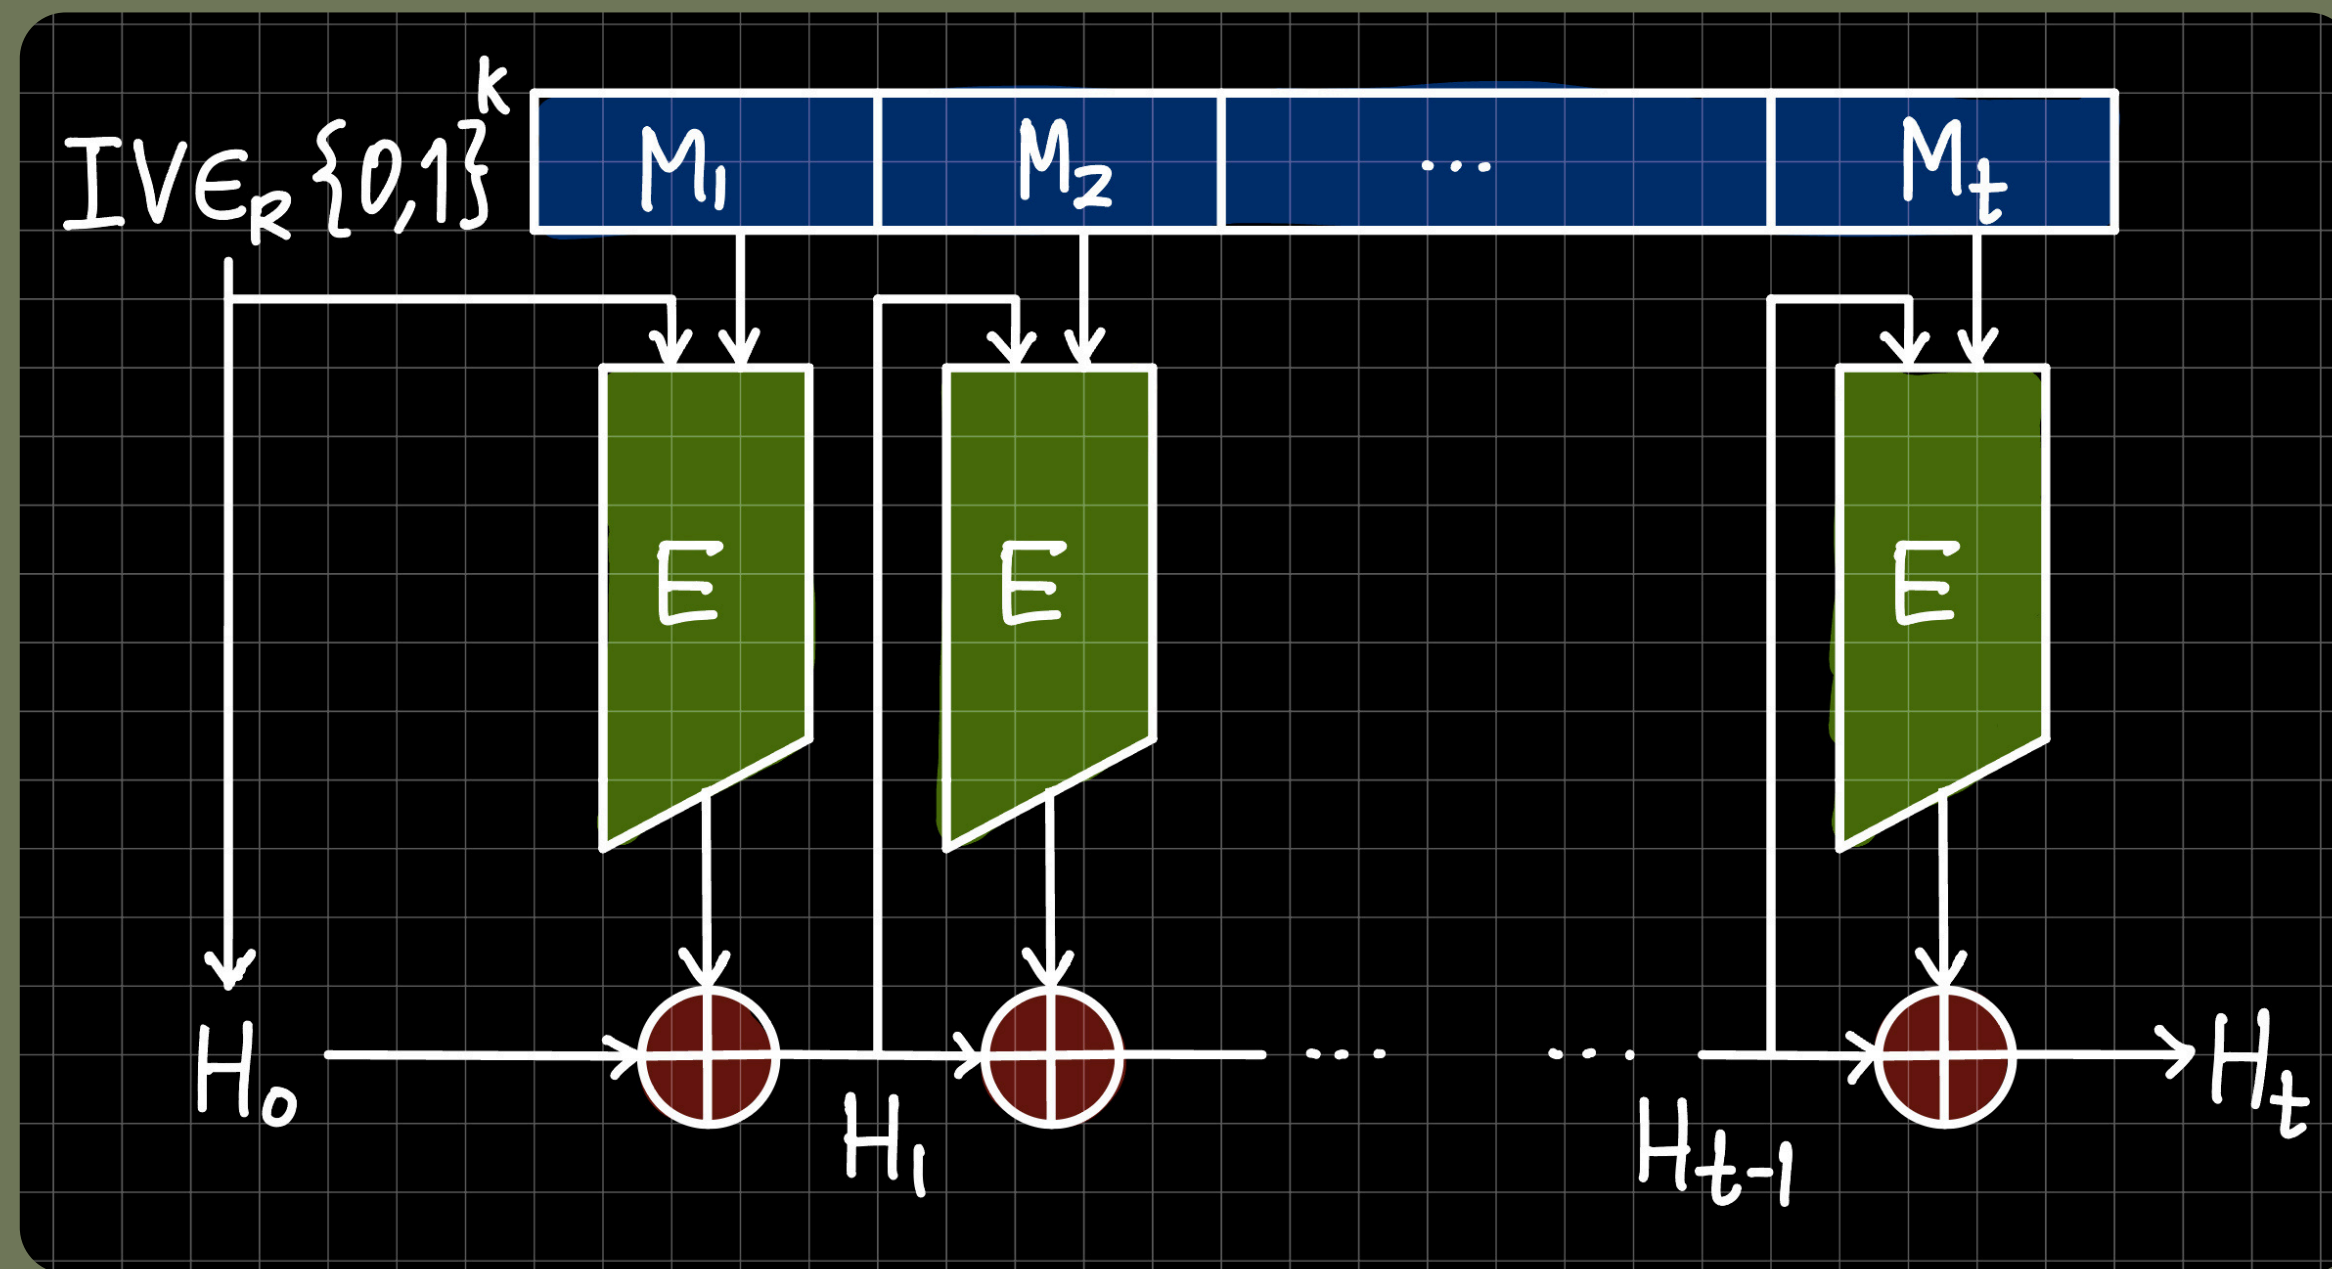 IV∈R{0,1}^k
M1 M2 ... Mt
E E E
.... ...
H0 H1 Ht-1 Ht